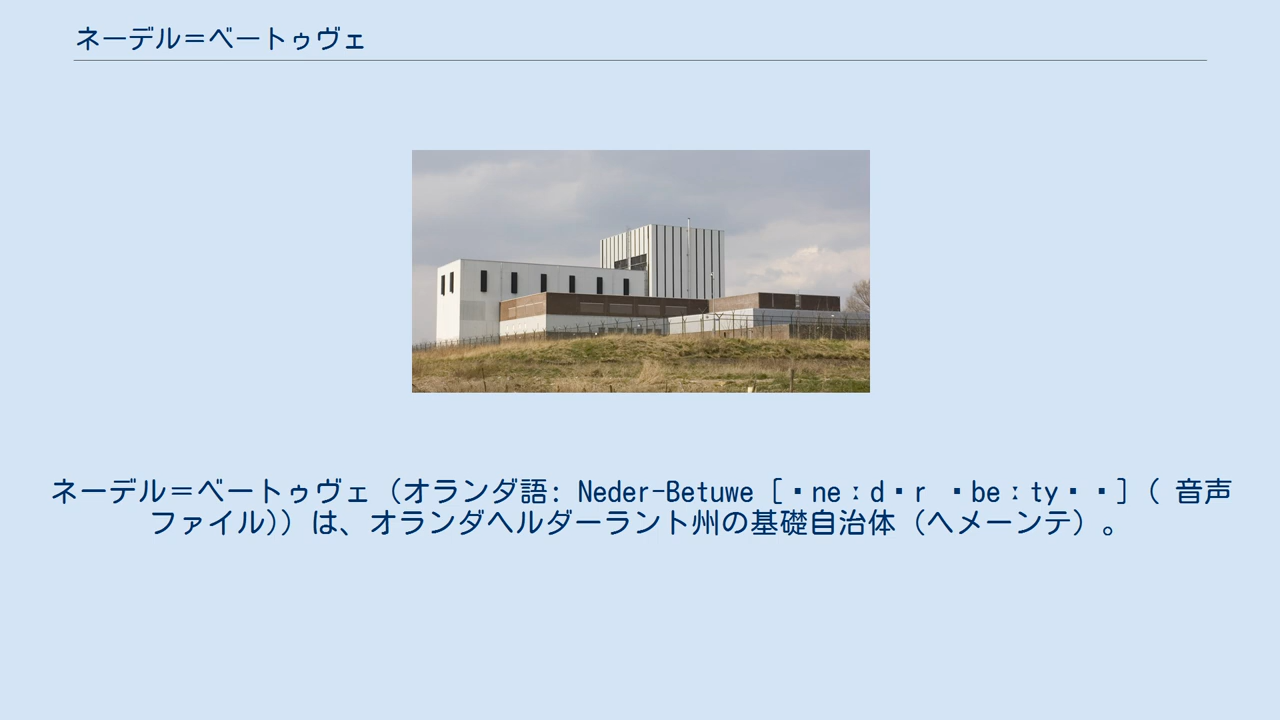 ネーデル＝ベートゥヴェ
ネーデル＝ベートゥヴェ（オランダ語: Neder-Betuwe [･neːd･r ･beːty･･]（ 音声
ファイル)）は、オランダヘルダーラント州の基礎自治体（ヘメーンテ）。